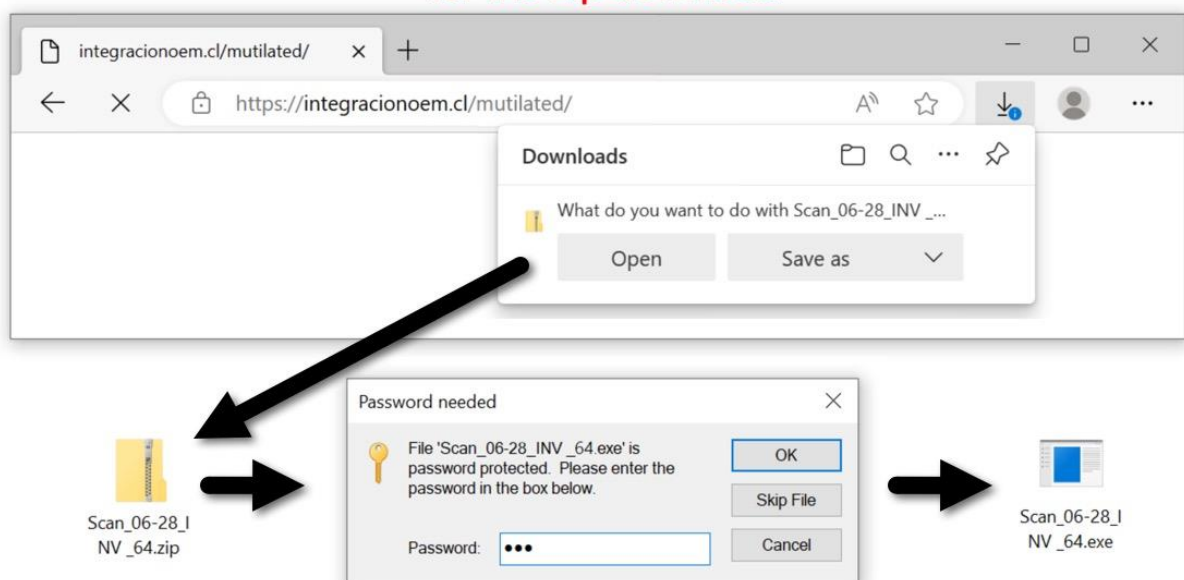 integracionoem.cl/mutilated/
https://integracionoem.cl/mutilated/
Downloads
What do you want to do with Scan_06-28_INV _...
Open
Save as
Password needed
File 'Scan_06-28_INV _64.exe' is
password protected. Please enter the
password in the box below.
OK
Skip File
Password: •••
Cancel
Scan_06-28_I
NV _64.zip
Scan_06-28_I
NV _64.exe